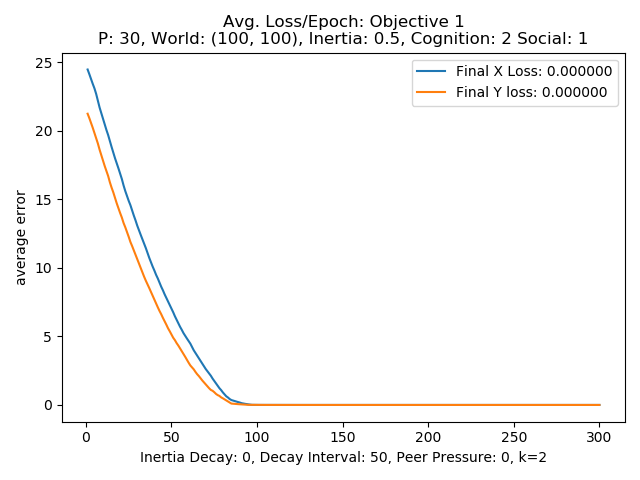 Avg. Loss/Epoch: Objective 1
P: 30, World: (100, 100), Inertia: 0.5, Cognition: 2 Social: 1
Final X Loss: 0.000000
Final Y loss: 0.000000
average error
25
20
15
10
5
0
0 50 100 150 200 250 300
Inertia Decay: 0, Decay Interval: 50, Peer Pressure: 0, k=2